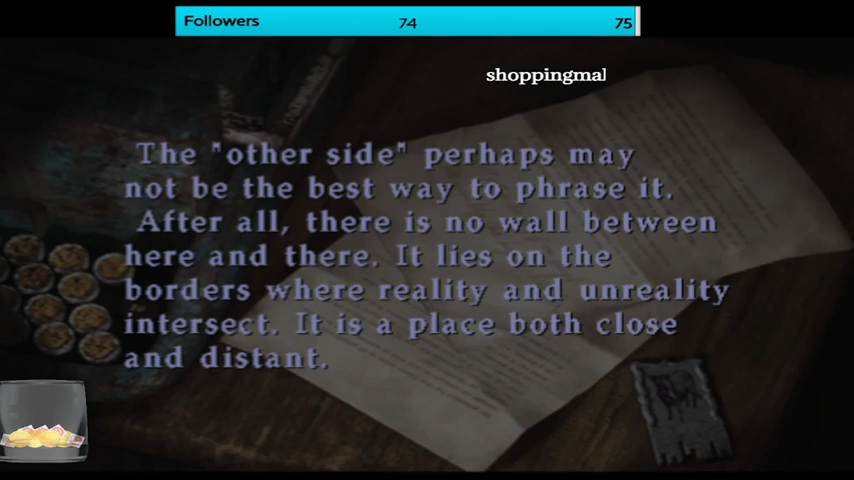 Followers 74 75
shoppingmal
The "other side" perhaps may
not be the best way to phrase it.
After all, there is no wall between
here and there. It lies on the
borders where reality and unreality
intersect. It is a place both close
and distant.